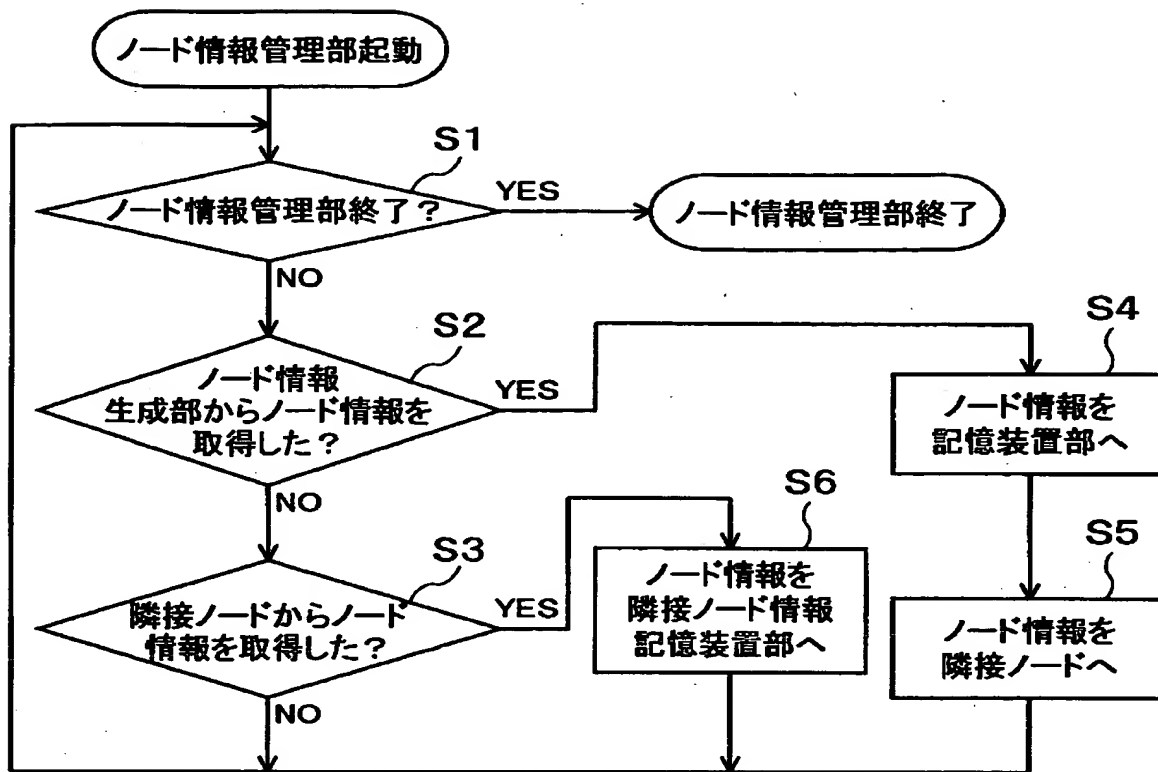 ノード情報管理部起動
S1
ノード情報管理部終了？
YES
ノード情報管理部終了
NO
S2
ノード情報
生成部からノード情報を
取得した？
YES
S4
ノード情報を
記憶装置部へ
NO
S3
隣接ノードからノード
情報を取得した？
YES
S6
ノード情報を
隣接ノード情報
記憶装置部へ
S5
ノード情報を
隣接ノードへ
NO